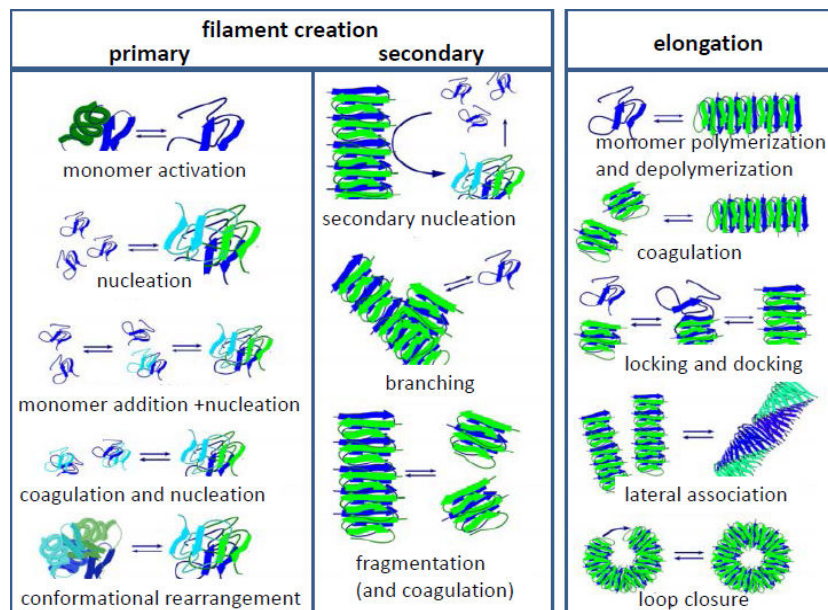 filament creation
primary
secondary
elongation
monomer activation
nucleation
monomer addition +nucleation
coagulation and nucleation
conformational rearrangement
secondary nucleation
branching
fragmentation
(and coagulation)
monomer polymerization
and depolymerization
coagulation
locking and docking
lateral association
loop closure